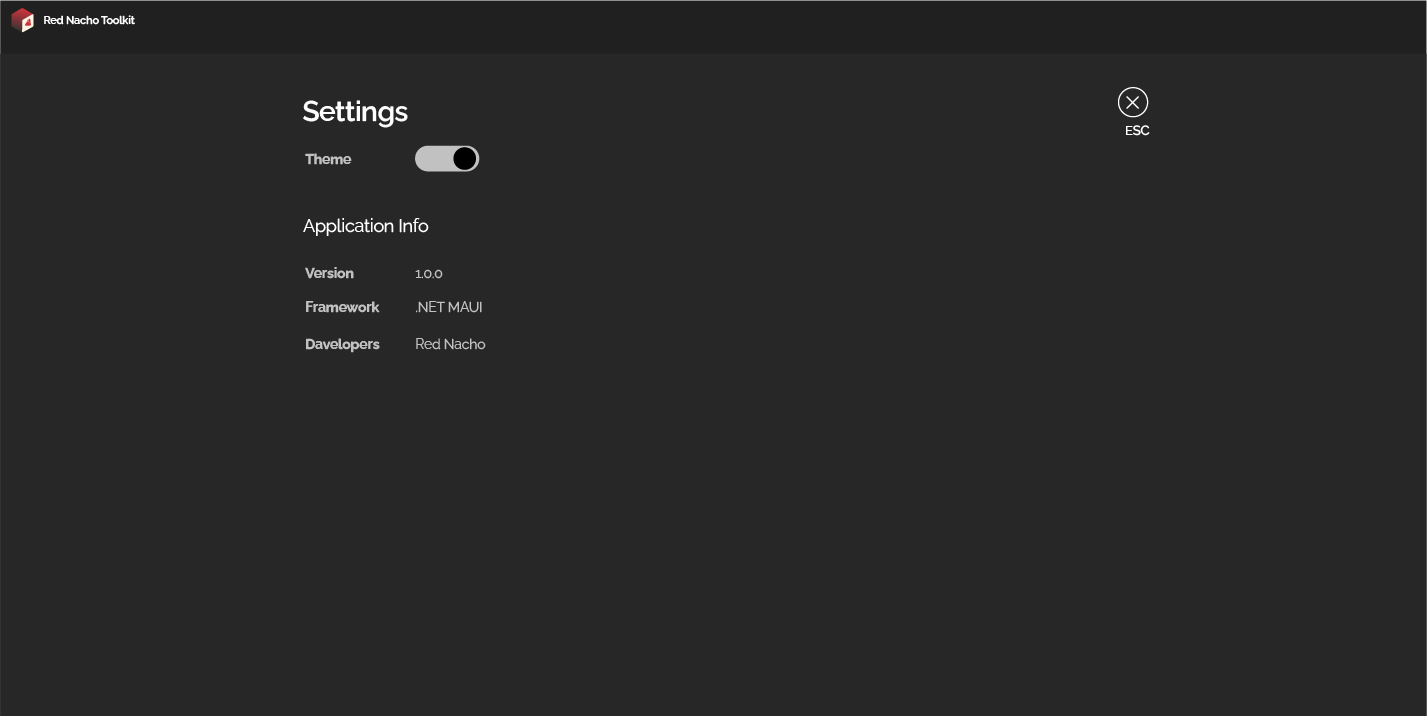 Red Nacho Toolkit
Settings
ESC
Theme
Application Info
Version 1.0.0
Framework .NET MAUI
Davelopers Red Nacho